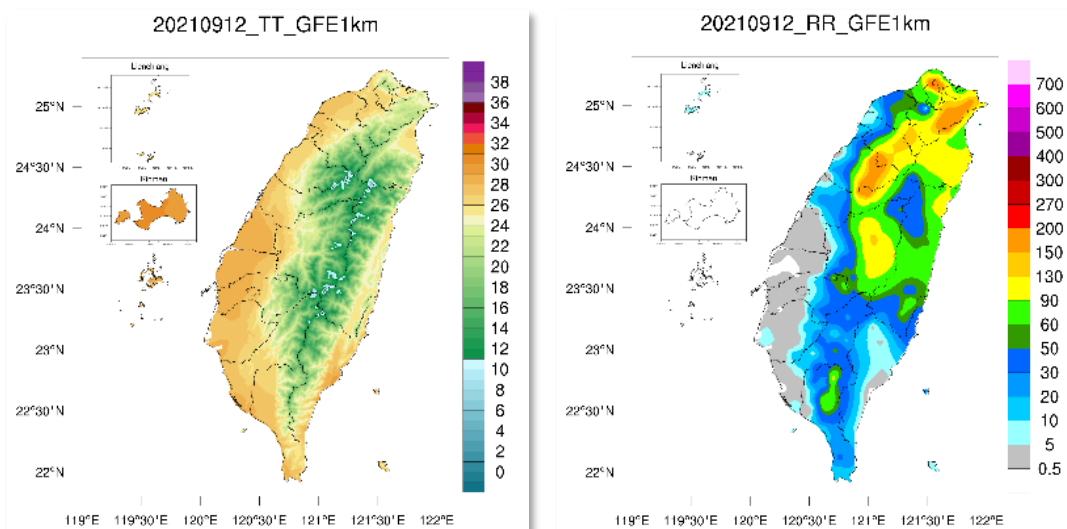 20210912_TT_GFE1km
Lienchiang
Kinmen
25°N
24°30'N
24°N
23°30'N
23°N
22°30'N
22°N
119°E 119°30'E 120°E 120°30'E 121°E 121°30'E 122°E
38
36
34
32
30
28
26
24
22
20
18
16
14
12
10
8
6
4
2
0
20210912_RR_GFE1km
Lienchiang
Kinmen
25°N
24°30'N
24°N
23°30'N
23°N
22°30'N
22°N
119°E 119°30'E 120°E 120°30'E 121°E 121°30'E 122°E
700
600
500
400
300
270
200
150
130
90
60
50
30
20
10
5
0.5